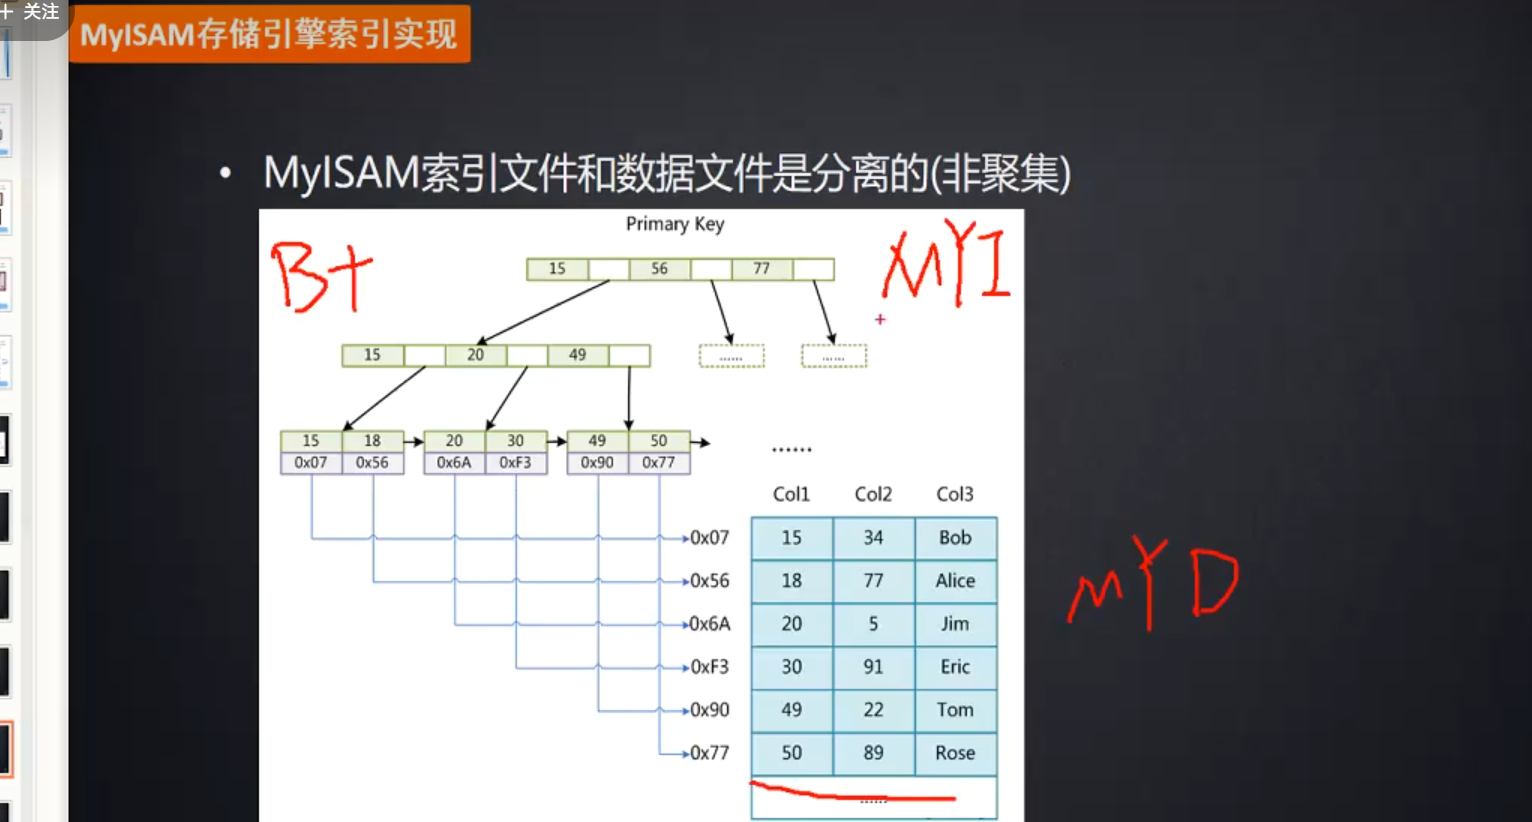 + 关注
MyISAM存储引擎索引实现
• MyISAM索引文件和数据文件是分离的(非聚集)
Primary Key
B+
MYI
15 56 77
15 20 49
...... ......
15 18 20 30 49 50
0x07 0x56 0x6A 0xF3 0x90 0x77
......
Col1 Col2 Col3
0x07 15 34 Bob
0x56 18 77 Alice
0x6A 20 5 Jim
0xF3 30 91 Eric
0x90 49 22 Tom
0x77 50 89 Rose
......
MYD